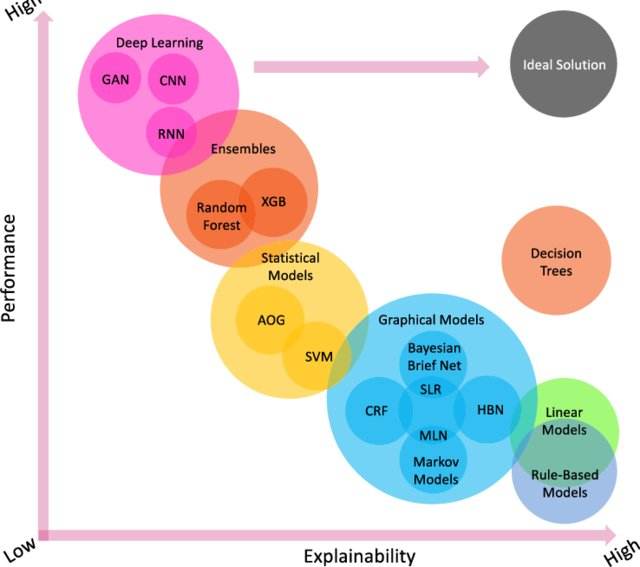 High
Deep Learning
GAN
CNN
RNN
Ideal Solution
Ensembles
Random
Forest
XGB
Performance
Decision
Trees
Statistical
Models
AOG
SVM
Graphical Models
Bayesian
Brief Net
SLR
CRF
HBN
MLN
Markov
Models
Linear
Models
Rule-Based
Models
Low
Explainability
High